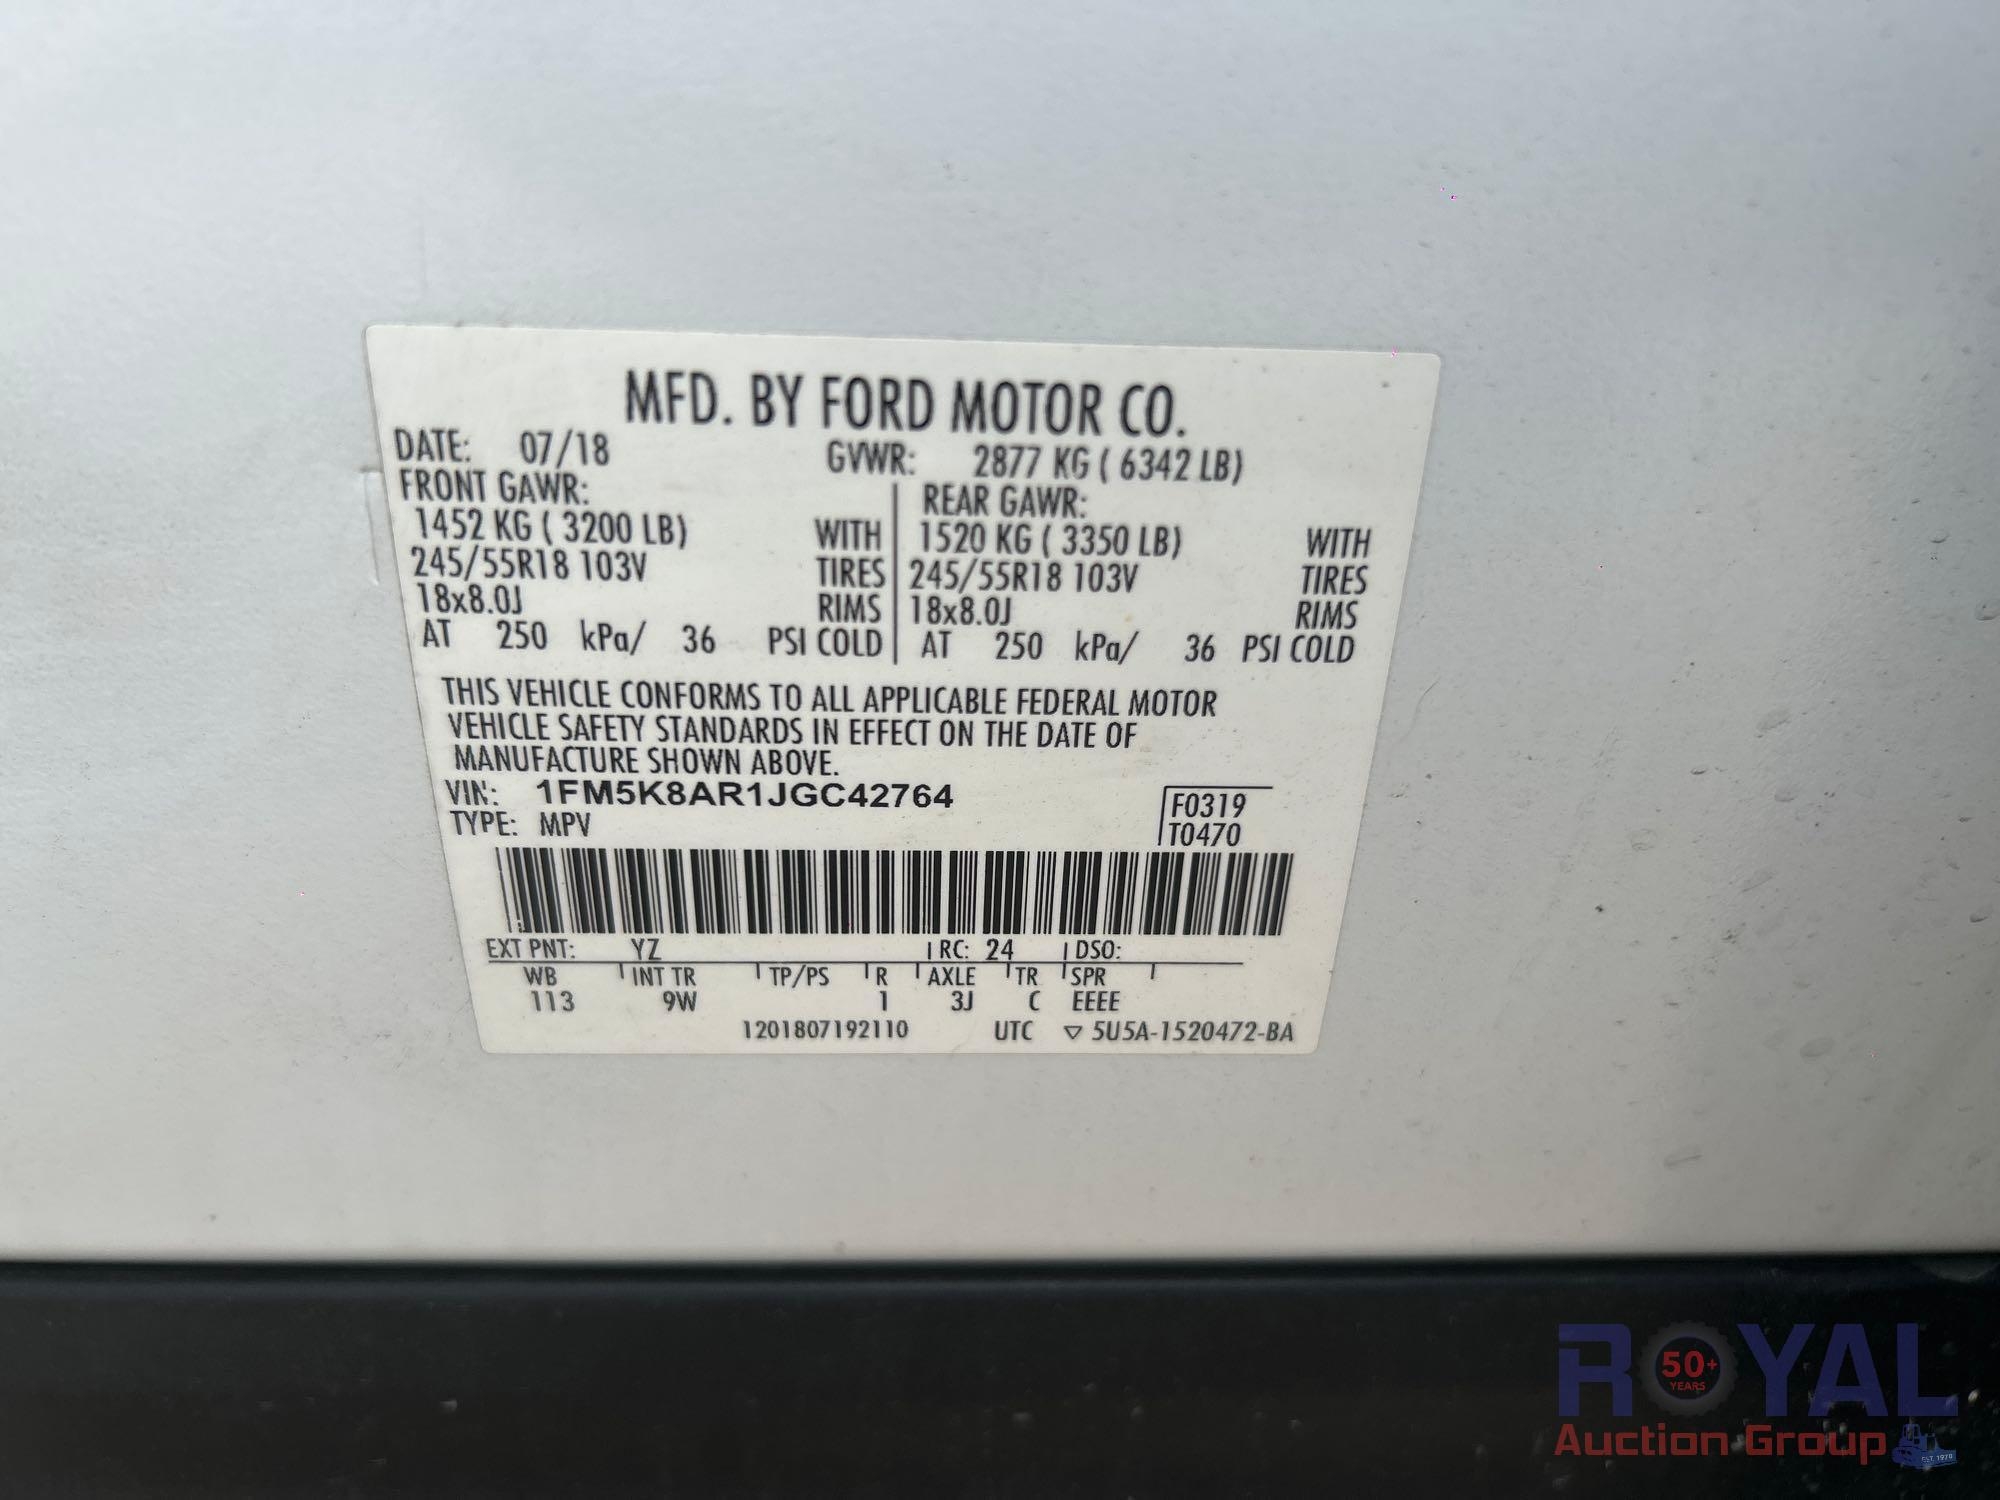 MFD. BY FORD MOTOR CO.
DATE: 07/18 GVWR: 2877 KG ( 6342 LB)
FRONT GAWR: REAR GAWR:
1452 KG ( 3200 LB) WITH 1520 KG ( 3350 LB) WITH
245/55R18 103V TIRES 245/55R18 103V TIRES
18x8.0J RIMS 18x8.0J RIMS
AT 250 kPa/ 36 PSI COLD AT 250 kPa/ 36 PSI COLD
THIS VEHICLE CONFORMS TO ALL APPLICABLE FEDERAL MOTOR
VEHICLE SAFETY STANDARDS IN EFFECT ON THE DATE OF
MANUFACTURE SHOWN ABOVE.
VIN: 1FM5K8AR1JGC42764
F0319
TYPE: MPV
T0470
EXT PNT: YZ RC: 24 DSO:
WB INT TR TP/PS R AXLE TR SPR
113 9W 1 3J C EEEE
1201807192110 UTC ▽ 5U5A-1520472-BA
ROYAL
50+
YEARS
Auction Group
EST. 1970